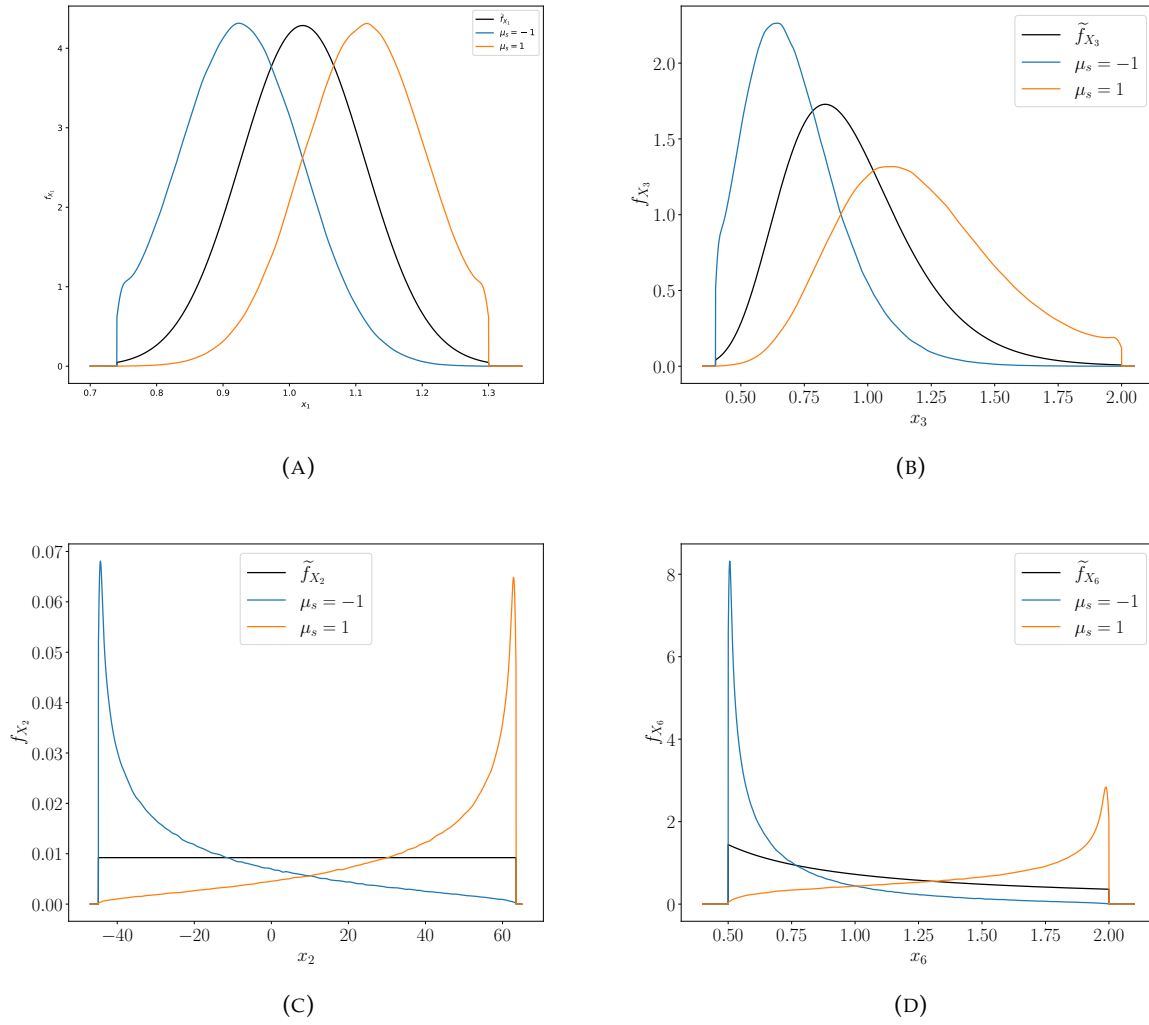 f̃_{X_1}
μ_s = −1
μ_s = 1
4
3
2
1
0
f_{X_1}
0.7 0.8 0.9 1.0 1.1 1.2 1.3
x_1
(A)
f̃_{X_3}
μ_s = −1
μ_s = 1
2.0
1.5
1.0
0.5
0.0
f_{X_3}
0.50 0.75 1.00 1.25 1.50 1.75 2.00
x_3
(B)
f̃_{X_2}
μ_s = −1
μ_s = 1
0.07
0.06
0.05
0.04
0.03
0.02
0.01
0.00
f_{X_2}
−40 −20 0 20 40 60
x_2
(C)
f̃_{X_6}
μ_s = −1
μ_s = 1
8
6
4
2
0
f_{X_6}
0.50 0.75 1.00 1.25 1.50 1.75 2.00
x_6
(D)